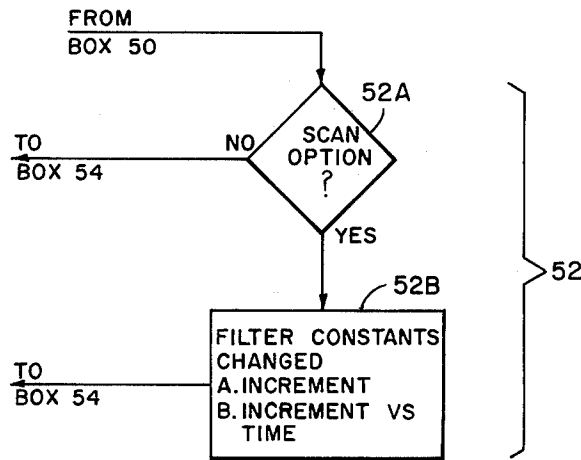 FROM
BOX 50
52A
SCAN
OPTION
?
NO
TO
BOX 54
YES
52
52B
FILTER CONSTANTS
CHANGED
A. INCREMENT
B. INCREMENT VS
TIME
TO
BOX 54